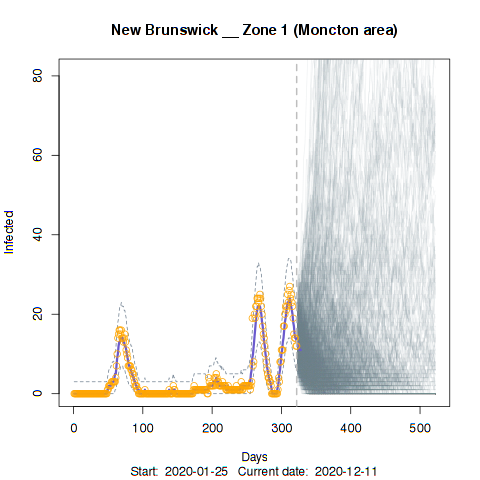 New Brunswick __ Zone 1 (Moncton area)
80
60
40
20
0
Infected
0 100 200 300 400 500
Days
Start: 2020-01-25 Current date: 2020-12-11